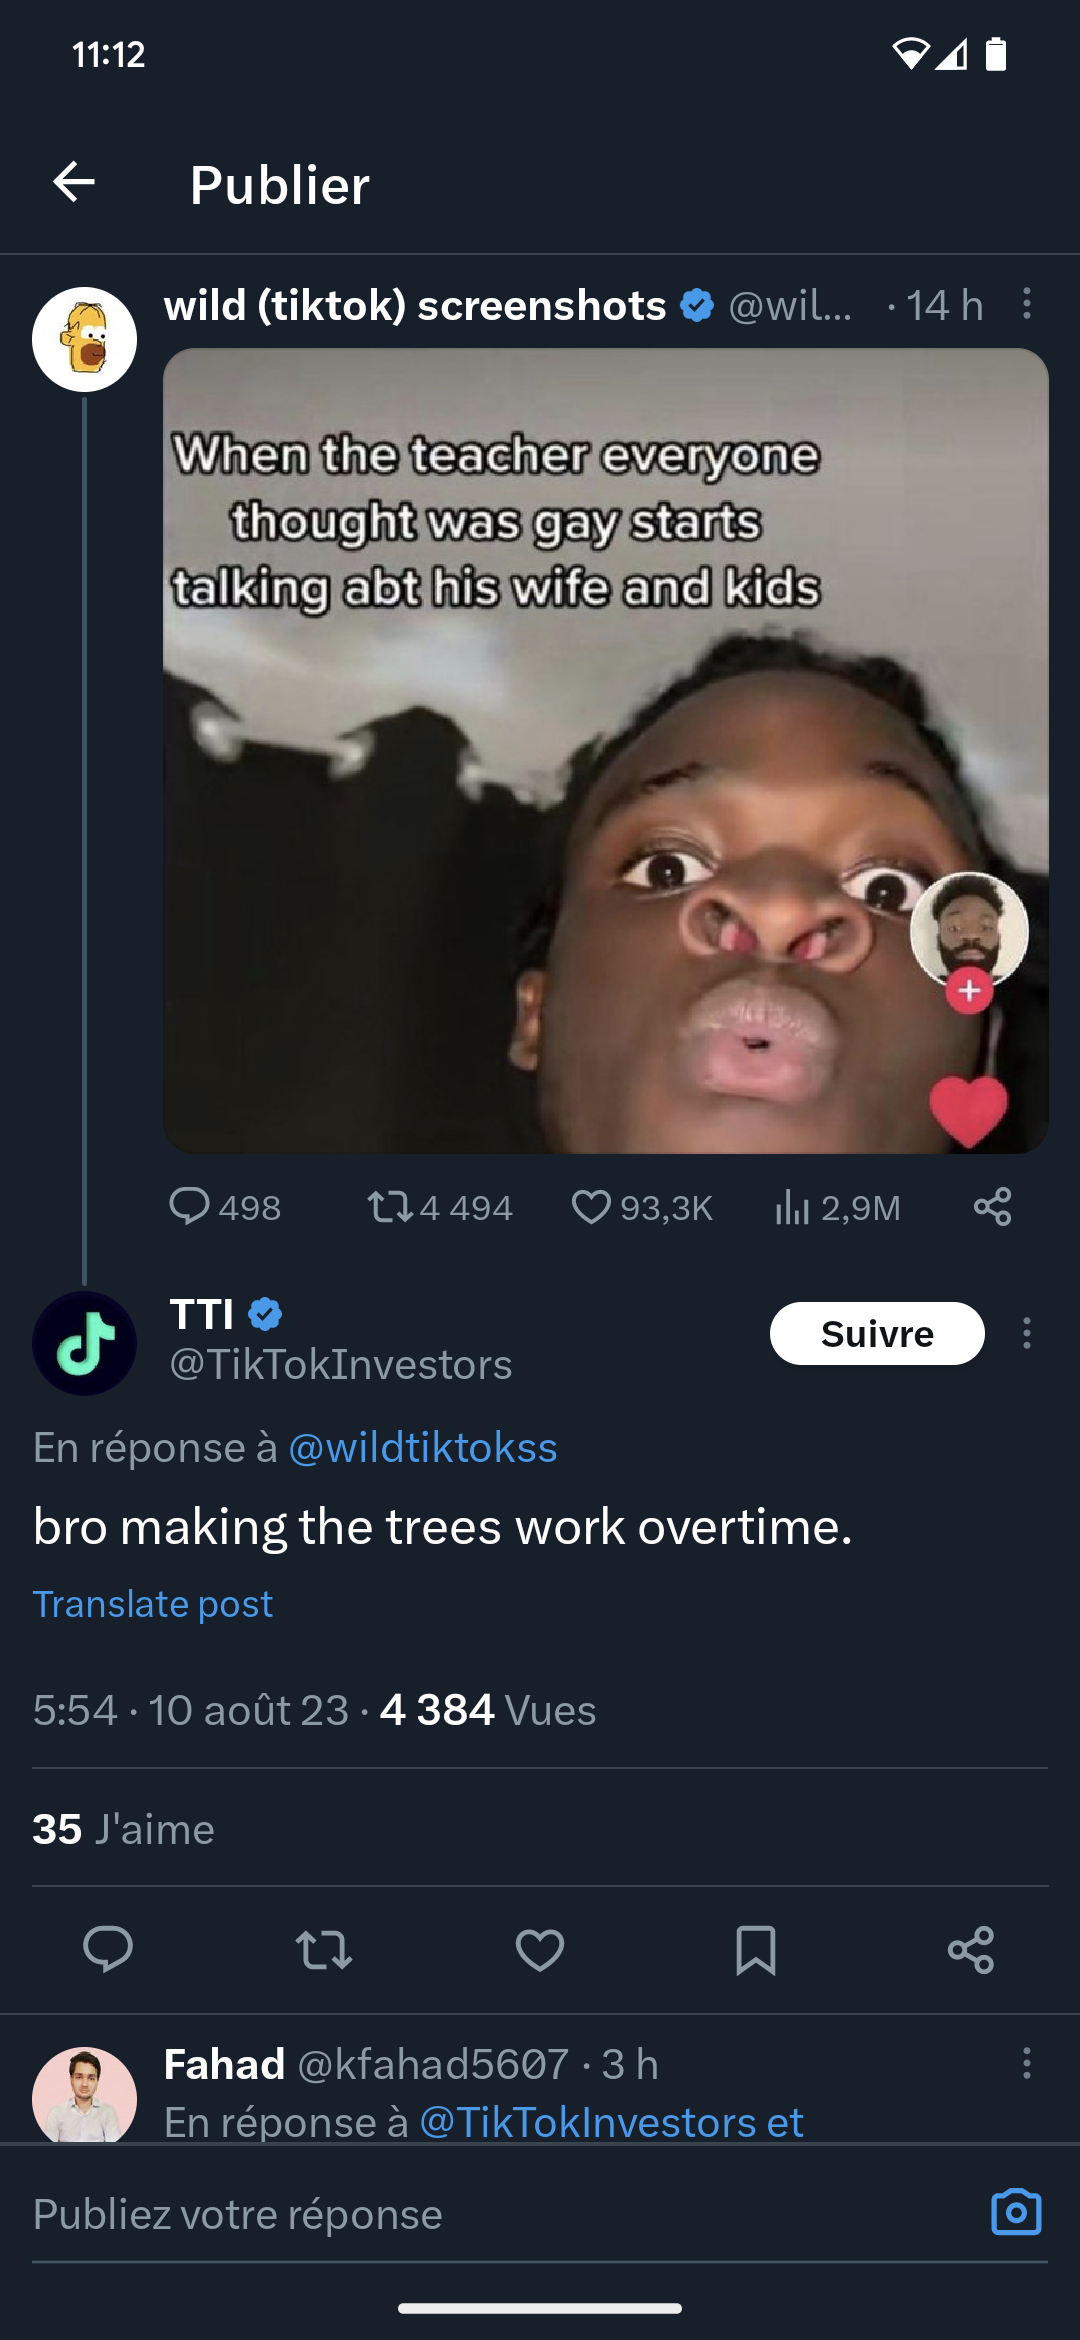 11:12
Publier
wild (tiktok) screenshots @wil... · 14 h
When the teacher everyone
thought was gay starts
talking abt his wife and kids
498 4 494 93,3K 2,9M
TTI
@TikTokInvestors
Suivre
En réponse à @wildtiktokss
bro making the trees work overtime.
Translate post
5:54 · 10 août 23 · 4 384 Vues
35 J'aime
Fahad @kfahad5607 · 3 h
En réponse à @TikTokInvestors et
Publiez votre réponse